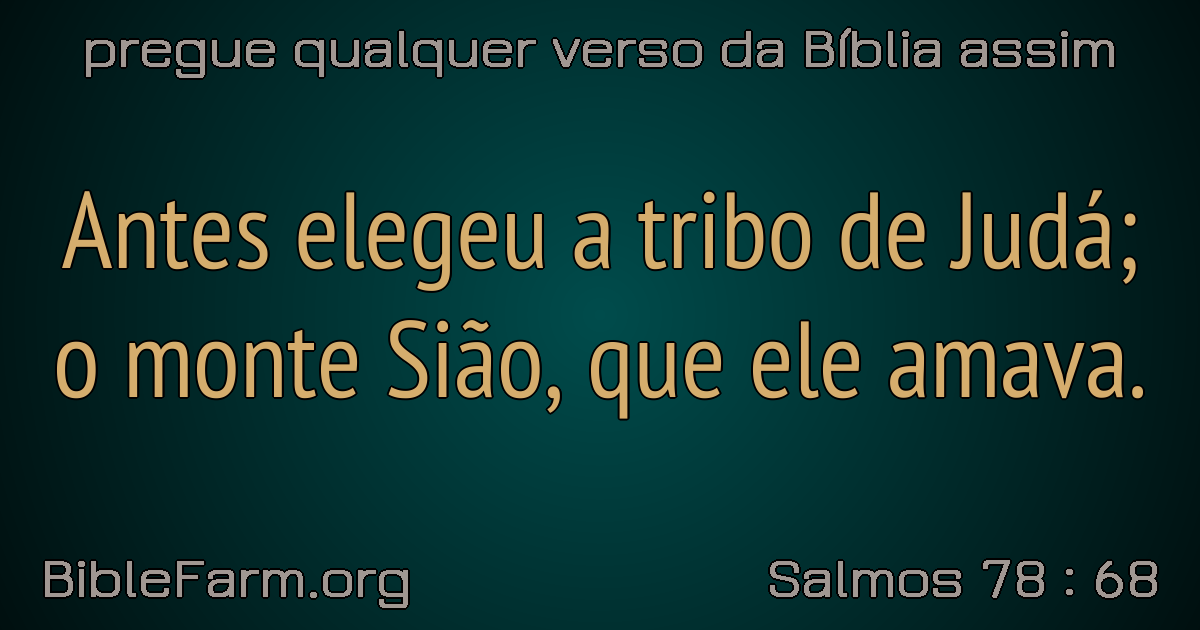 pregue qualquer verso da Bíblia assim
Antes elegeu a tribo de Judá;
o monte Sião, que ele amava.
BibleFarm.org
Salmos 78 : 68